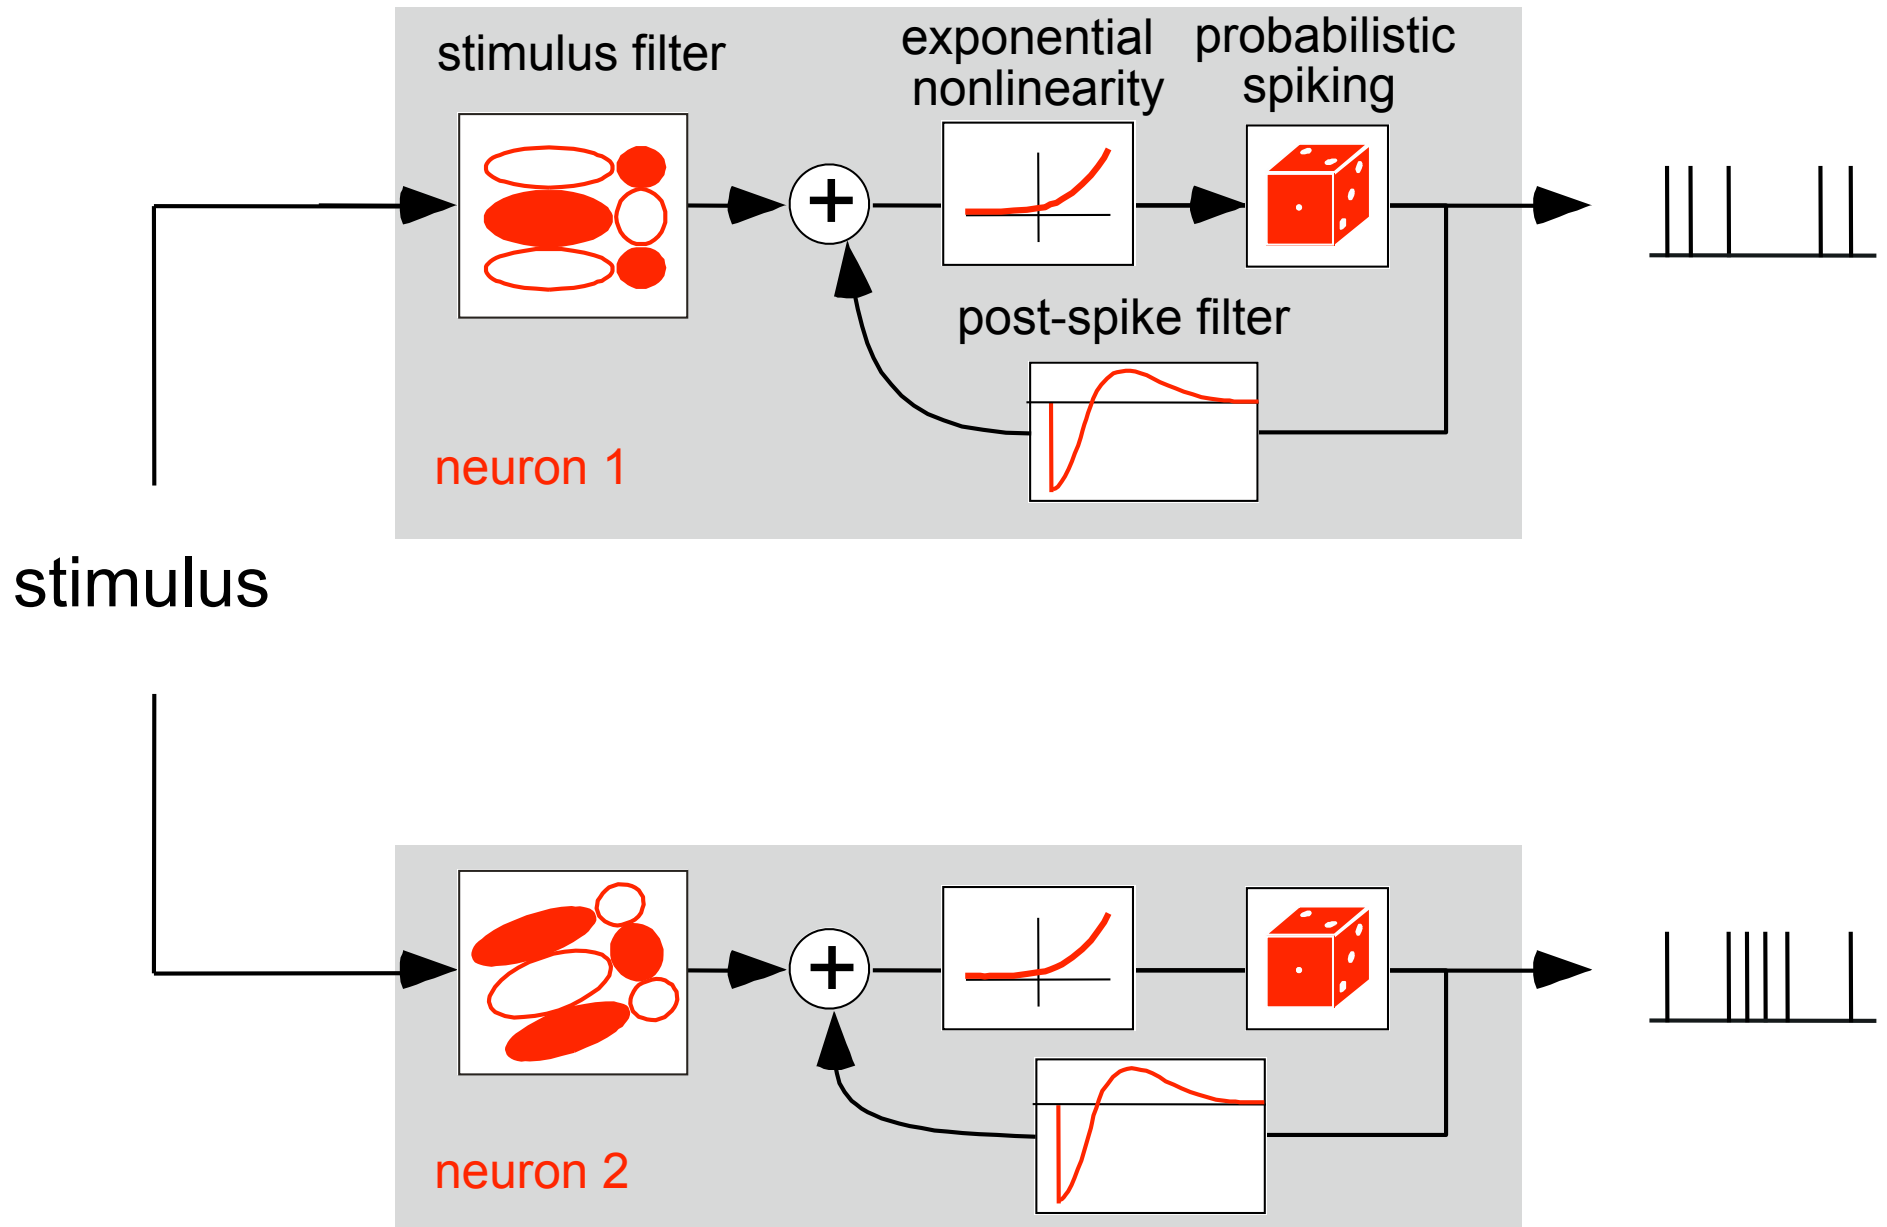 stimulus filter
exponential
nonlinearity
probabilistic
spiking
post-spike filter
neuron 1
stimulus
neuron 2